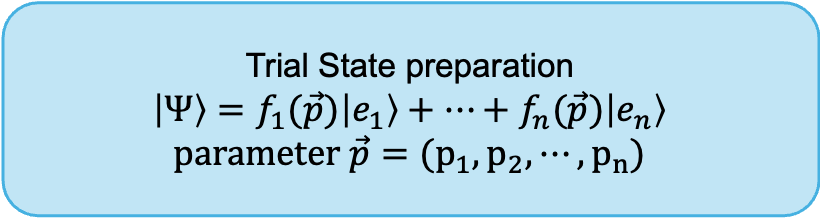 Trial State preparation
|Ψ⟩ = f₁(p⃗)|e₁⟩ + ⋯ + fₙ(p⃗)|eₙ⟩
parameter p⃗ = (p₁, p₂, ⋯ , pₙ)